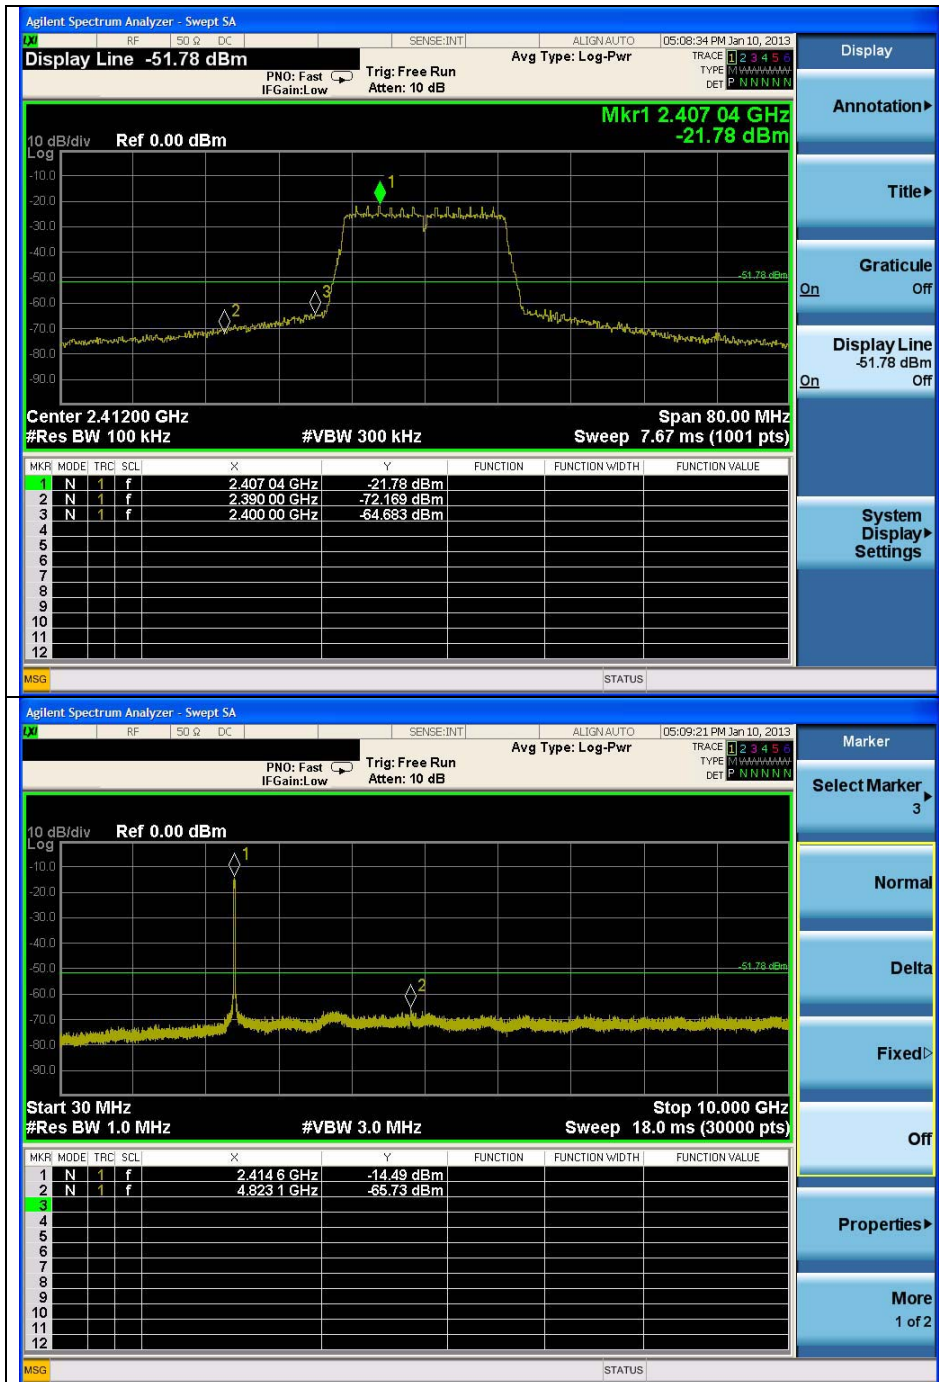 Agilent Spectrum Analyzer - Swept SA
LXI RF 50 Ω DC SENSE:INT ALIGNAUTO 05:08:34 PM Jan 10, 2013
Display Line -51.78 dBm
PNO: Fast
IFGain:Low
Trig: Free Run
Atten: 10 dB
Avg Type: Log-Pwr
TRACE 1 2 3 4 5 6
TYPE M WWWWW
DET P N N N N N
Mkr1 2.407 04 GHz
-21.78 dBm
10 dB/div Ref 0.00 dBm
Log
-10.0
-20.0
-30.0
-40.0
-50.0
-60.0
-70.0
-80.0
-90.0
1
2
3
-51.78 dBm
Center 2.41200 GHz Span 80.00 MHz
#Res BW 100 kHz #VBW 300 kHz Sweep 7.67 ms (1001 pts)
MKR MODE TRC SCL X Y FUNCTION FUNCTION WIDTH FUNCTION VALUE
1 N 1 f 2.407 04 GHz -21.78 dBm
2 N 1 f 2.390 00 GHz -72.169 dBm
3 N 1 f 2.400 00 GHz -64.683 dBm
4
5
6
7
8
9
10
11
12
MSG STATUS
Display
Annotation
Title
Graticule
On Off
Display Line
-51.78 dBm
On Off
System
Display
Settings
Agilent Spectrum Analyzer - Swept SA
LXI RF 50 Ω DC SENSE:INT ALIGNAUTO 05:09:21 PM Jan 10, 2013
PNO: Fast
IFGain:Low
Trig: Free Run
Atten: 10 dB
Avg Type: Log-Pwr
TRACE 1 2 3 4 5 6
TYPE M WWWWW
DET P N N N N N
10 dB/div Ref 0.00 dBm
Log
-10.0
-20.0
-30.0
-40.0
-50.0
-60.0
-70.0
-80.0
-90.0
1
2
-51.78 dBm
Start 30 MHz Stop 10.000 GHz
#Res BW 1.0 MHz #VBW 3.0 MHz Sweep 18.0 ms (30000 pts)
MKR MODE TRC SCL X Y FUNCTION FUNCTION WIDTH FUNCTION VALUE
1 N 1 f 2.414 6 GHz -14.49 dBm
2 N 1 f 4.823 1 GHz -65.73 dBm
3
4
5
6
7
8
9
10
11
12
MSG STATUS
Marker
Select Marker
3
Normal
Delta
Fixed
Off
Properties
More
1 of 2